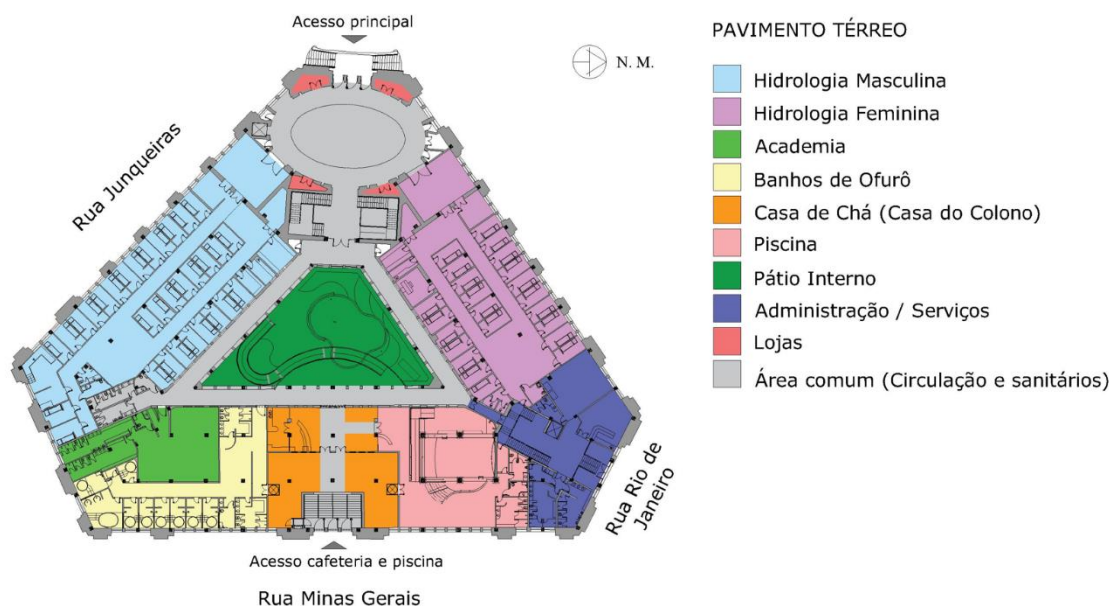 Acesso principal
N. M.
Rua Junqueiras
Rua Rio de
Janeiro
Acesso cafeteria e piscina
Rua Minas Gerais
PAVIMENTO TÉRREO
Hidrologia Masculina
Hidrologia Feminina
Academia
Banhos de Ofurô
Casa de Chá (Casa do Colono)
Piscina
Pátio Interno
Administração / Serviços
Lojas
Área comum (Circulação e sanitários)